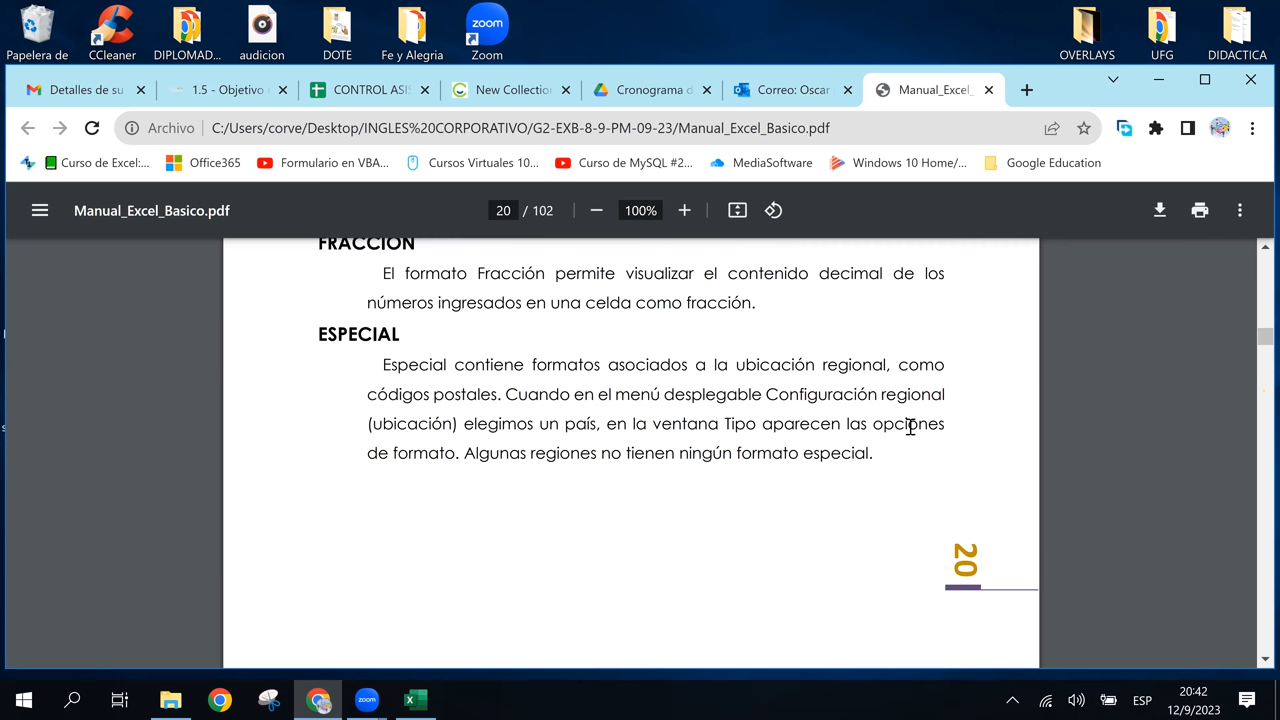 Papelera de
CCleaner
DIPLOMAD...
audicion
DOTE
Fe y Alegria
Zoom
OVERLAYS
UFG
DIDACTICA
zoom
Detalles de su
1.5 - Objetivo
CONTROL ASI
New Collectio
Cronograma d
Correo: Oscar
Manual_Excel_
Archivo
C:/Users/corve/Desktop/INGLES%20CORPORATIVO/G2-EXB-8-9-PM-09-23/Manual_Excel_Basico.pdf
Curso de Excel:...
Office365
Formulario en VBA...
Cursos Virtuales 10...
Curso de MySQL #2...
MediaSoftware
Windows 10 Home/...
Google Education
Manual_Excel_Basico.pdf
20 / 102
100%
FRACCION
El formato Fracción permite visualizar el contenido decimal de los
números ingresados en una celda como fracción.
ESPECIAL
Especial contiene formatos asociados a la ubicación regional, como
códigos postales. Cuando en el menú desplegable Configuración regional
(ubicación) elegimos un país, en la ventana Tipo aparecen las opciones
de formato. Algunas regiones no tienen ningún formato especial.
20
zoom
ESP
20:42
12/9/2023